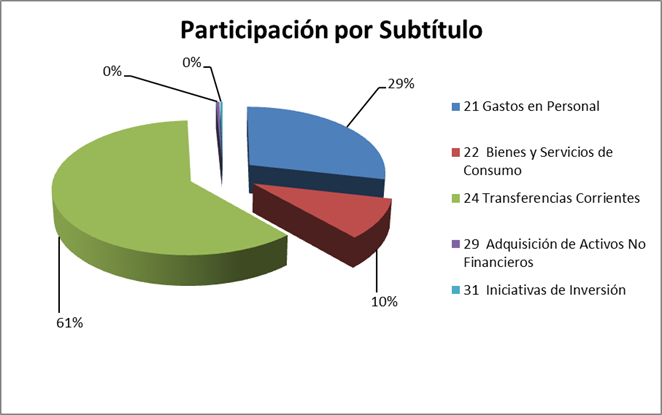 Participación por Subtítulo
0%
0%
29%
10%
61%
21 Gastos en Personal
22 Bienes y Servicios de
Consumo
24 Transferencias Corrientes
29 Adquisición de Activos No
Financieros
31 Iniciativas de Inversión